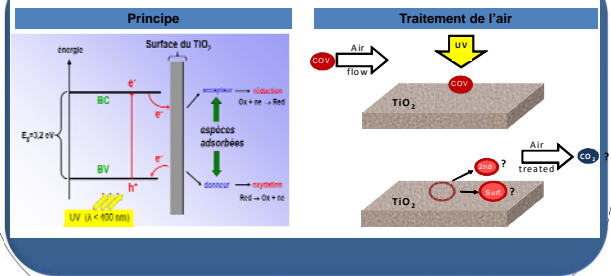 Principe
Traitement de l'air
énergie
Surface du TiO₂
BC
e⁻
e⁻
accepteur
réduction
Ox + ne → Red
Eg=3,2 eV
espèces
adsorbées
e⁻
BV
h⁺
donneur
oxydation
Red → Ox + ne
UV (λ < 400 nm)
COV
Air
flow
UV
COV
TiO₂
Air
treated
CO₂ ?
2nd ?
Surf. ?
TiO₂